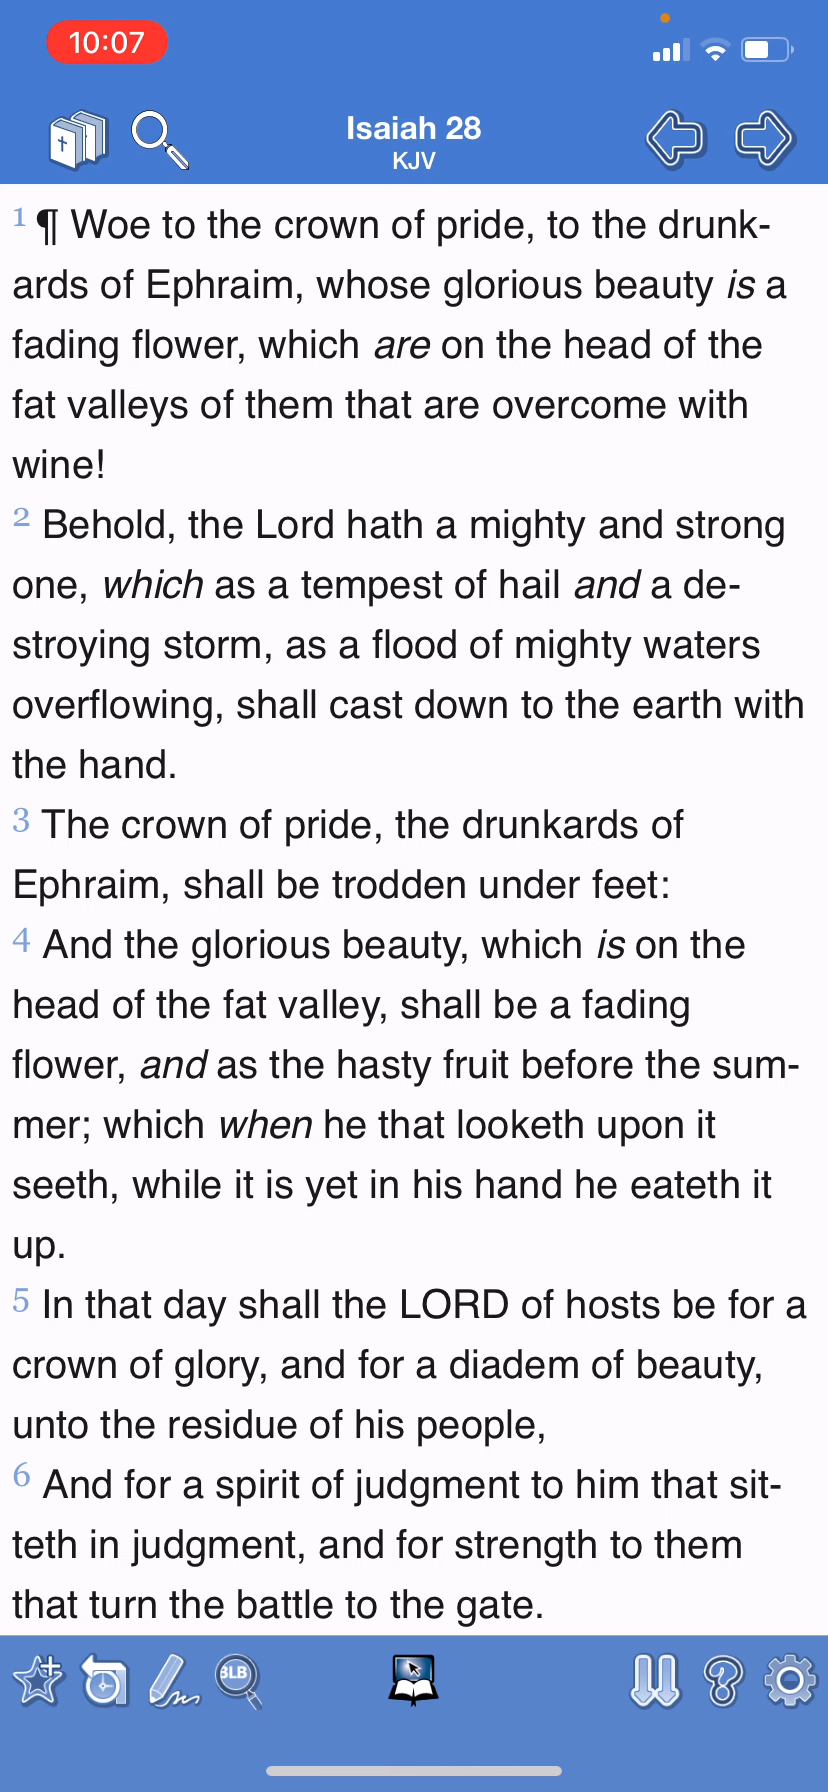 10:07
Isaiah 28
KJV
1 ¶ Woe to the crown of pride, to the drunk-
ards of Ephraim, whose glorious beauty is a
fading flower, which are on the head of the
fat valleys of them that are overcome with
wine!
2 Behold, the Lord hath a mighty and strong
one, which as a tempest of hail and a de-
stroying storm, as a flood of mighty waters
overflowing, shall cast down to the earth with
the hand.
3 The crown of pride, the drunkards of
Ephraim, shall be trodden under feet:
4 And the glorious beauty, which is on the
head of the fat valley, shall be a fading
flower, and as the hasty fruit before the sum-
mer; which when he that looketh upon it
seeth, while it is yet in his hand he eateth it
up.
5 In that day shall the LORD of hosts be for a
crown of glory, and for a diadem of beauty,
unto the residue of his people,
6 And for a spirit of judgment to him that sit-
teth in judgment, and for strength to them
that turn the battle to the gate.
BLB